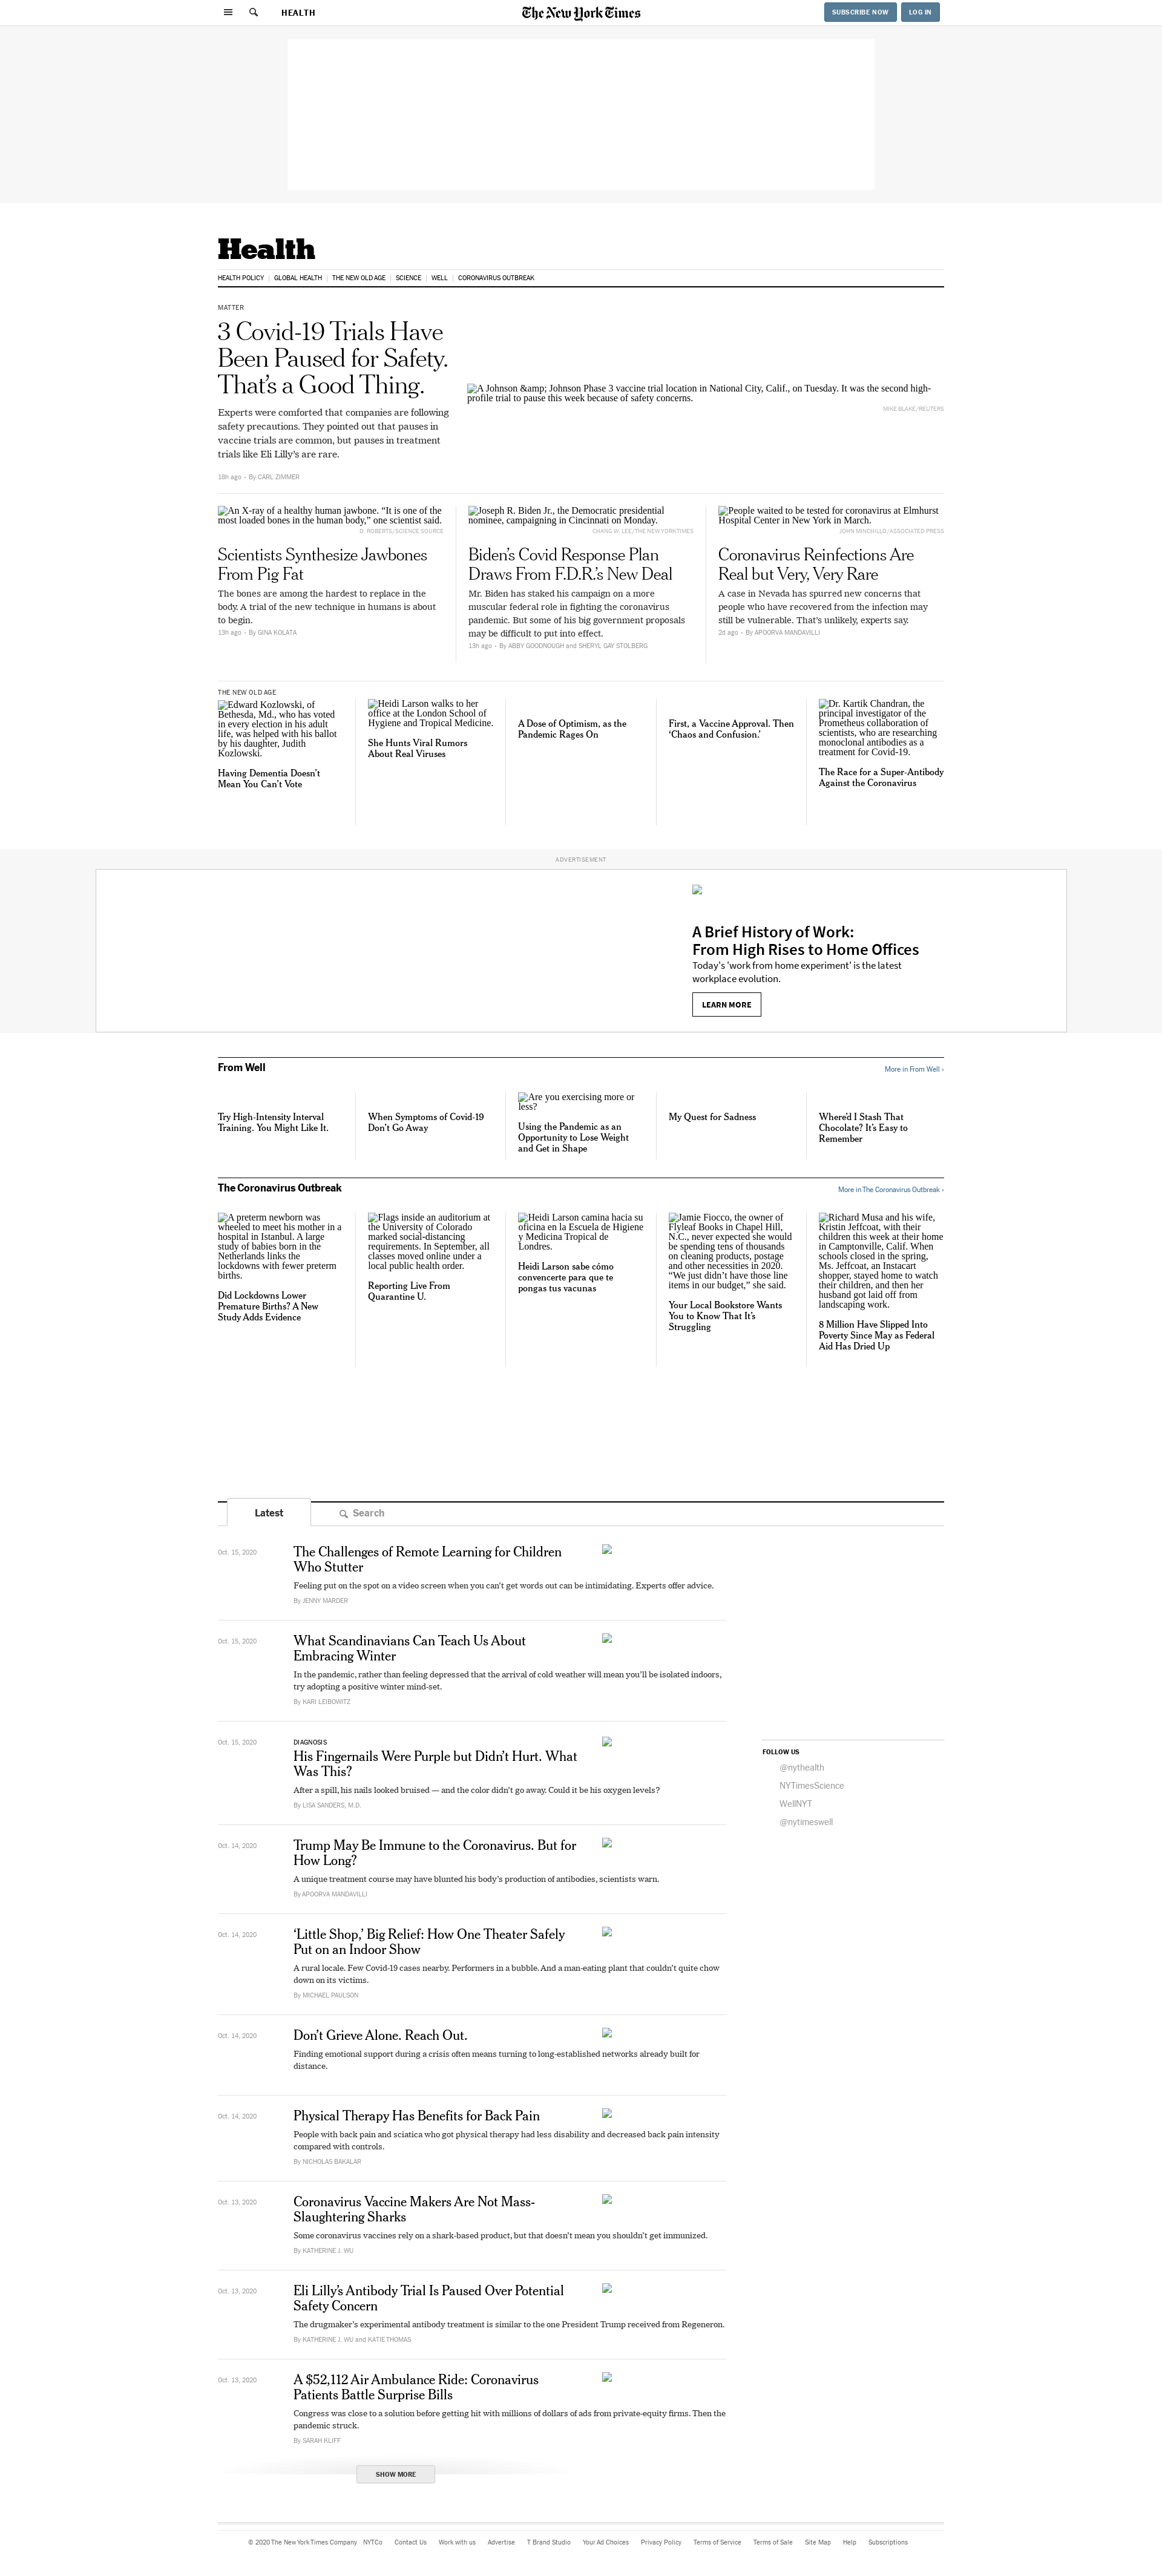 HEALTH
The New York Times
SUBSCRIBE NOW
LOG IN
Health
HEALTH POLICY | GLOBAL HEALTH | THE NEW OLD AGE | SCIENCE | WELL | CORONAVIRUS OUTBREAK
MATTER
3 Covid-19 Trials Have
Been Paused for Safety.
That’s a Good Thing.
Experts were comforted that companies are following
safety precautions. They pointed out that pauses in
vaccine trials are common, but pauses in treatment
trials like Eli Lilly’s are rare.
18h ago • By CARL ZIMMER
A Johnson &amp; Johnson Phase 3 vaccine trial location in National City, Calif., on Tuesday. It was the second high-
profile trial to pause this week because of safety concerns.
MIKE BLAKE/REUTERS
An X-ray of a healthy human jawbone. “It is one of the
most loaded bones in the human body,” one scientist said.
D. ROBERTS/SCIENCE SOURCE
Scientists Synthesize Jawbones
From Pig Fat
The bones are among the hardest to replace in the
body. A trial of the new technique in humans is about
to begin.
13h ago • By GINA KOLATA
Joseph R. Biden Jr., the Democratic presidential
nominee, campaigning in Cincinnati on Monday.
CHANG W. LEE/THE NEW YORK TIMES
Biden’s Covid Response Plan
Draws From F.D.R.’s New Deal
Mr. Biden has staked his campaign on a more
muscular federal role in fighting the coronavirus
pandemic. But some of his big government proposals
may be difficult to put into effect.
13h ago • By ABBY GOODNOUGH and SHERYL GAY STOLBERG
People waited to be tested for coronavirus at Elmhurst
Hospital Center in New York in March.
JOHN MINCHILLO/ASSOCIATED PRESS
Coronavirus Reinfections Are
Real but Very, Very Rare
A case in Nevada has spurred new concerns that
people who have recovered from the infection may
still be vulnerable. That’s unlikely, experts say.
2d ago • By APOORVA MANDAVILLI
THE NEW OLD AGE
Edward Kozlowski, of
Bethesda, Md., who has voted
in every election in his adult
life, was helped with his ballot
by his daughter, Judith
Kozlowski.
Having Dementia Doesn’t
Mean You Can’t Vote
Heidi Larson walks to her
office at the London School of
Hygiene and Tropical Medicine.
She Hunts Viral Rumors
About Real Viruses
A Dose of Optimism, as the
Pandemic Rages On
First, a Vaccine Approval. Then
‘Chaos and Confusion.’
Dr. Kartik Chandran, the
principal investigator of the
Prometheus collaboration of
scientists, who are researching
monoclonal antibodies as a
treatment for Covid-19.
The Race for a Super-Antibody
Against the Coronavirus
ADVERTISEMENT
A Brief History of Work:
From High Rises to Home Offices
Today's 'work from home experiment' is the latest
workplace evolution.
LEARN MORE
From Well
More in From Well ›
Try High-Intensity Interval
Training. You Might Like It.
When Symptoms of Covid-19
Don’t Go Away
Are you exercising more or
less?
Using the Pandemic as an
Opportunity to Lose Weight
and Get in Shape
My Quest for Sadness
Where’d I Stash That
Chocolate? It’s Easy to
Remember
The Coronavirus Outbreak
More in The Coronavirus Outbreak ›
A preterm newborn was
wheeled to meet his mother in a
hospital in Istanbul. A large
study of babies born in the
Netherlands links the
lockdowns with fewer preterm
births.
Did Lockdowns Lower
Premature Births? A New
Study Adds Evidence
Flags inside an auditorium at
the University of Colorado
marked social-distancing
requirements. In September, all
classes moved online under a
local public health order.
Reporting Live From
Quarantine U.
Heidi Larson camina hacia su
oficina en la Escuela de Higiene
y Medicina Tropical de
Londres.
Heidi Larson sabe cómo
convencerte para que te
pongas tus vacunas
Jamie Fiocco, the owner of
Flyleaf Books in Chapel Hill,
N.C., never expected she would
be spending tens of thousands
on cleaning products, postage
and other necessities in 2020.
“We just didn’t have those line
items in our budget,” she said.
Your Local Bookstore Wants
You to Know That It’s
Struggling
Richard Musa and his wife,
Kristin Jeffcoat, with their
children this week at their home
in Camptonville, Calif. When
schools closed in the spring,
Ms. Jeffcoat, an Instacart
shopper, stayed home to watch
their children, and then her
husband got laid off from
landscaping work.
8 Million Have Slipped Into
Poverty Since May as Federal
Aid Has Dried Up
Latest
Search
Oct. 15, 2020
The Challenges of Remote Learning for Children
Who Stutter
Feeling put on the spot on a video screen when you can’t get words out can be intimidating. Experts offer advice.
By JENNY MARDER
Oct. 15, 2020
What Scandinavians Can Teach Us About
Embracing Winter
In the pandemic, rather than feeling depressed that the arrival of cold weather will mean you’ll be isolated indoors,
try adopting a positive winter mind-set.
By KARI LEIBOWITZ
Oct. 15, 2020
DIAGNOSIS
His Fingernails Were Purple but Didn’t Hurt. What
Was This?
After a spill, his nails looked bruised — and the color didn’t go away. Could it be his oxygen levels?
By LISA SANDERS, M.D.
FOLLOW US
@nythealth
NYTimesScience
WellNYT
@nytimeswell
Oct. 14, 2020
Trump May Be Immune to the Coronavirus. But for
How Long?
A unique treatment course may have blunted his body’s production of antibodies, scientists warn.
By APOORVA MANDAVILLI
Oct. 14, 2020
‘Little Shop,’ Big Relief: How One Theater Safely
Put on an Indoor Show
A rural locale. Few Covid-19 cases nearby. Performers in a bubble. And a man-eating plant that couldn’t quite chow
down on its victims.
By MICHAEL PAULSON
Oct. 14, 2020
Don’t Grieve Alone. Reach Out.
Finding emotional support during a crisis often means turning to long-established networks already built for
distance.
Oct. 14, 2020
Physical Therapy Has Benefits for Back Pain
People with back pain and sciatica who got physical therapy had less disability and decreased back pain intensity
compared with controls.
By NICHOLAS BAKALAR
Oct. 13, 2020
Coronavirus Vaccine Makers Are Not Mass-
Slaughtering Sharks
Some coronavirus vaccines rely on a shark-based product, but that doesn’t mean you shouldn’t get immunized.
By KATHERINE J. WU
Oct. 13, 2020
Eli Lilly’s Antibody Trial Is Paused Over Potential
Safety Concern
The drugmaker’s experimental antibody treatment is similar to the one President Trump received from Regeneron.
By KATHERINE J. WU and KATIE THOMAS
Oct. 13, 2020
A $52,112 Air Ambulance Ride: Coronavirus
Patients Battle Surprise Bills
Congress was close to a solution before getting hit with millions of dollars of ads from private-equity firms. Then the
pandemic struck.
By SARAH KLIFF
SHOW MORE
© 2020 The New York Times Company NYTCo Contact Us Work with us Advertise T Brand Studio Your Ad Choices Privacy Policy Terms of Service Terms of Sale Site Map Help Subscriptions